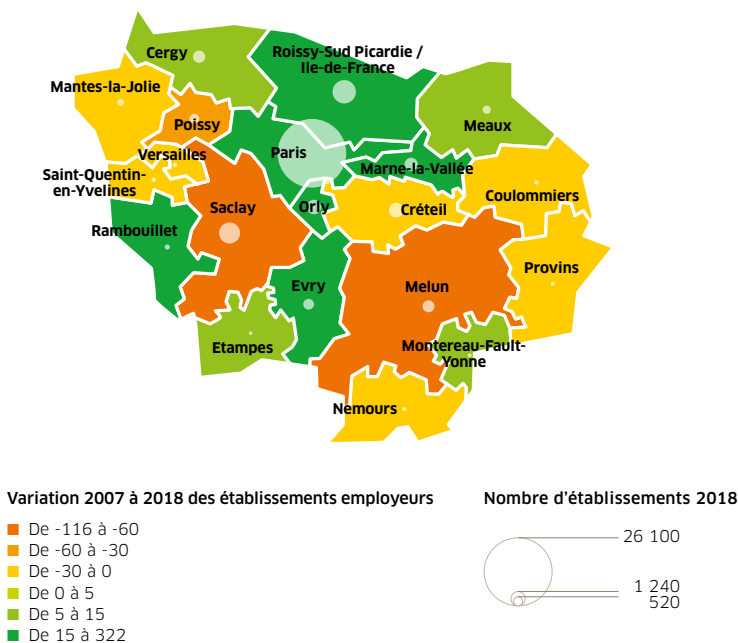 Cergy
Roissy-Sud Picardie /
Ile-de-France
Mantes-la-Jolie
Poissy
Meaux
Versailles
Paris
Marne-la-Vallée
Saint-Quentin-
en-Yvelines
Coulommiers
Saclay
Orly
Créteil
Rambouillet
Provins
Evry
Melun
Etampes
Montereau-Fault-
Yonne
Nemours
Variation 2007 à 2018 des établissements employeurs
De -116 à -60
De -60 à -30
De -30 à 0
De 0 à 5
De 5 à 15
De 15 à 322
Nombre d'établissements 2018
26 100
1 240
520